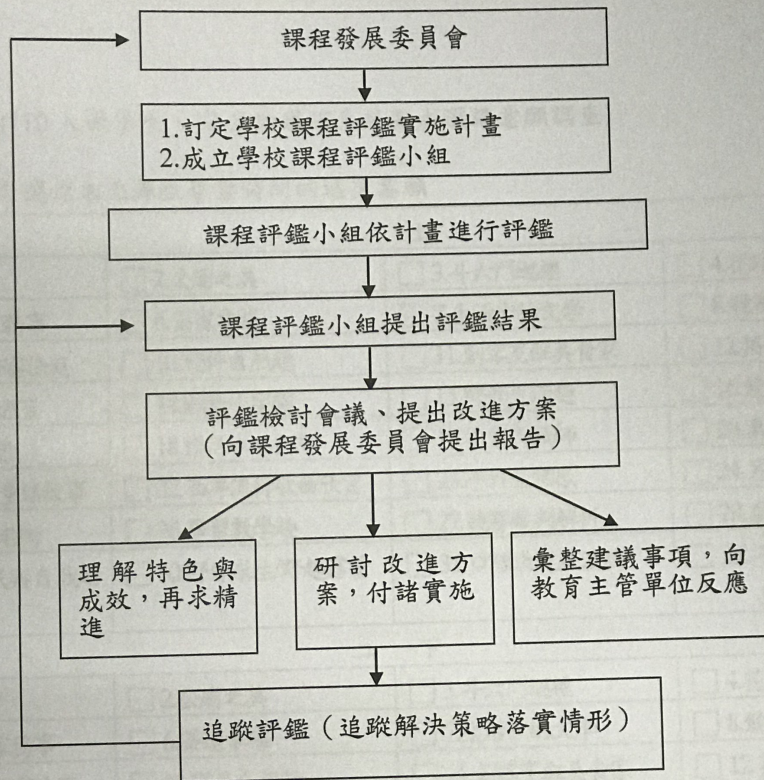 課程發展委員會
1.訂定學校課程評鑑實施計畫
2.成立學校課程評鑑小組
課程評鑑小組依計畫進行評鑑
課程評鑑小組提出評鑑結果
評鑑檢討會議、提出改進方案
（向課程發展委員會提出報告）
理解特色與
成效，再求精
進
研討改進方
案，付諸實施
彙整建議事項，向
教育主管單位反應
追蹤評鑑（追蹤解決策略落實情形）